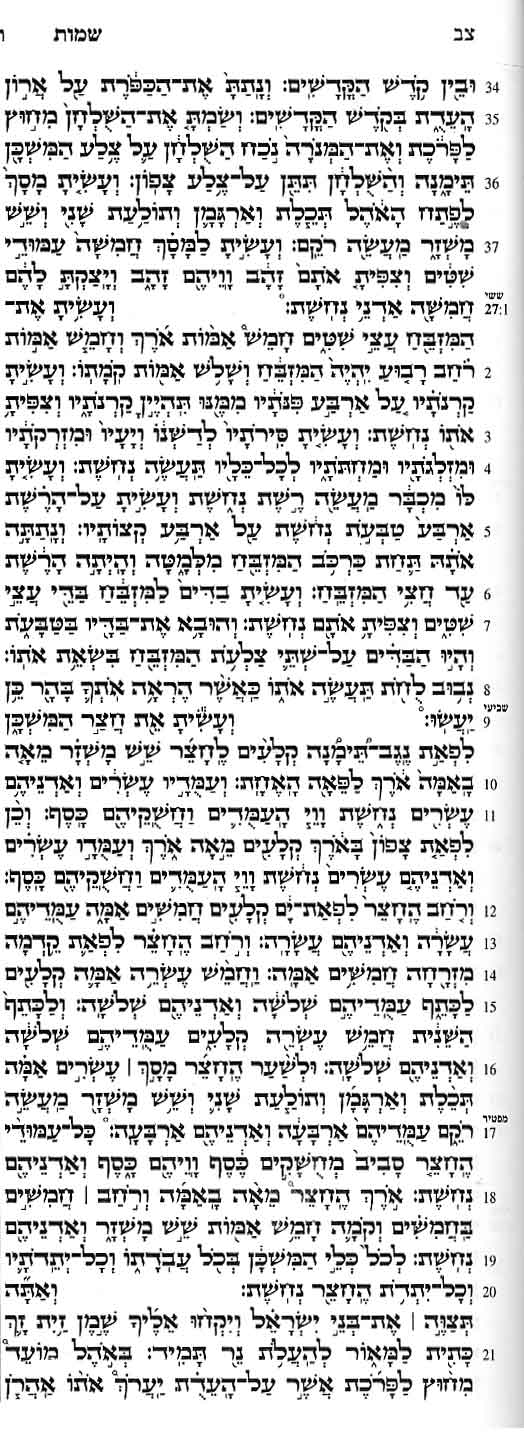 צב שמות
34 וּבֵין קֹדֶשׁ הַקֳּדָשִׁים׃ וְנָתַתָּ אֶת־הַכַּפֹּרֶת עַל אֲרוֹן
35 הָעֵדֻת בְּקֹדֶשׁ הַקֳּדָשִׁים׃ וְשַׂמְתָּ אֶת־הַשֻּׁלְחָן מִחוּץ
לַפָּרֹכֶת וְאֶת־הַמְּנֹרָה נֹכַח הַשֻּׁלְחָן עַל צֶלַע הַמִּשְׁכָּן
36 תֵּימָנָה וְהַשֻּׁלְחָן תִּתֵּן עַל־צֶלַע צָפוֹן׃ וְעָשִׂיתָ מָסָךְ
לְפֶתַח הָאֹהֶל תְּכֵלֶת וְאַרְגָּמָן וְתוֹלַעַת שָׁנִי וְשֵׁשׁ
37 מָשְׁזָר מַעֲשֵׂה רֹקֵם׃ וְעָשִׂיתָ לַמָּסָךְ חֲמִשָּׁה עַמּוּדֵי
שִׁטִּים וְצִפִּיתָ אֹתָם זָהָב וָוֵיהֶם זָהָב וְיָצַקְתָּ לָהֶם
ששי
27:1 חֲמִשָּׁה אַדְנֵי נְחֹשֶׁת׃ וְעָשִׂיתָ אֶת־
הַמִּזְבֵּחַ עֲצֵי שִׁטִּים חָמֵשׁ אַמּוֹת אֹרֶךְ וְחָמֵשׁ אַמּוֹת
2 רֹחַב רָבוּעַ יִהְיֶה הַמִּזְבֵּחַ וְשָׁלֹשׁ אַמּוֹת קֹמָתוֹ׃ וְעָשִׂיתָ
קַרְנֹתָיו עַל אַרְבַּע פִּנֹּתָיו מִמֶּנּוּ תִּהְיֶיןָ קַרְנֹתָיו וְצִפִּיתָ
3 אֹתוֹ נְחֹשֶׁת׃ וְעָשִׂיתָ סִּירֹתָיו לְדַשְּׁנוֹ וְיָעָיו וּמִזְרְקֹתָיו
4 וּמִזְלְגֹתָיו וּמַחְתֹּתָיו לְכָל־כֵּלָיו תַּעֲשֶׂה נְחֹשֶׁת׃ וְעָשִׂיתָ
לּוֹ מִכְבָּר מַעֲשֵׂה רֶשֶׁת נְחֹשֶׁת וְעָשִׂיתָ עַל־הָרֶשֶׁת
5 אַרְבַּע טַבְּעֹת נְחֹשֶׁת עַל אַרְבַּע קְצוֹתָיו׃ וְנָתַתָּה
אֹתָהּ תַּחַת כַּרְכֹּב הַמִּזְבֵּחַ מִלְּמָטָּה וְהָיְתָה הָרֶשֶׁת
6 עַד חֲצִי הַמִּזְבֵּחַ׃ וְעָשִׂיתָ בַדִּים לַמִּזְבֵּחַ בַּדֵּי עֲצֵי
7 שִׁטִּים וְצִפִּיתָ אֹתָם נְחֹשֶׁת׃ וְהוּבָא אֶת־בַּדָּיו בַּטַּבָּעֹת
וְהָיוּ הַבַּדִּים עַל־שְׁתֵּי צַלְעֹת הַמִּזְבֵּחַ בִּשְׂאֵת אֹתוֹ׃
8 נְבוּב לֻחֹת תַּעֲשֶׂה אֹתוֹ כַּאֲשֶׁר הֶרְאָה אֹתְךָ בָּהָר כֵּן
שביעי
9 יַעֲשׂוּ׃ וְעָשִׂיתָ אֵת חֲצַר הַמִּשְׁכָּן
לִפְאַת נֶגֶב־תֵּימָנָה קְלָעִים לֶחָצֵר שֵׁשׁ מָשְׁזָר מֵאָה
10 בָאַמָּה אֹרֶךְ לַפֵּאָה הָאֶחָת׃ וְעַמֻּדָיו עֶשְׂרִים וְאַדְנֵיהֶם
11 עֶשְׂרִים נְחֹשֶׁת וָוֵי הָעַמֻּדִים וַחֲשֻׁקֵיהֶם כָּסֶף׃ וְכֵן
לִפְאַת צָפוֹן בָּאֹרֶךְ קְלָעִים מֵאָה אֹרֶךְ וְעַמֻּדָו עֶשְׂרִים
וְאַדְנֵיהֶם עֶשְׂרִים נְחֹשֶׁת וָוֵי הָעַמֻּדִים וַחֲשֻׁקֵיהֶם כָּסֶף׃
12 וְרֹחַב הֶחָצֵר לִפְאַת־יָם קְלָעִים חֲמִשִּׁים אַמָּה עַמֻּדֵיהֶם
13 עֲשָׂרָה וְאַדְנֵיהֶם עֲשָׂרָה׃ וְרֹחַב הֶחָצֵר לִפְאַת קֵדְמָה
14 מִזְרָחָה חֲמִשִּׁים אַמָּה׃ וַחֲמֵשׁ עֶשְׂרֵה אַמָּה קְלָעִים
15 לַכָּתֵף עַמֻּדֵיהֶם שְׁלֹשָׁה וְאַדְנֵיהֶם שְׁלֹשָׁה׃ וְלַכָּתֵף
הַשֵּׁנִית חֲמֵשׁ עֶשְׂרֵה קְלָעִים עַמֻּדֵיהֶם שְׁלֹשָׁה
16 וְאַדְנֵיהֶם שְׁלֹשָׁה׃ וּלְשַׁעַר הֶחָצֵר מָסָךְ ׀ עֶשְׂרִים אַמָּה
תְּכֵלֶת וְאַרְגָּמָן וְתוֹלַעַת שָׁנִי וְשֵׁשׁ מָשְׁזָר מַעֲשֵׂה
מפטיר
17 רֹקֵם עַמֻּדֵיהֶם אַרְבָּעָה וְאַדְנֵיהֶם אַרְבָּעָה׃ כָּל־עַמּוּדֵי
הֶחָצֵר סָבִיב מְחֻשָּׁקִים כֶּסֶף וָוֵיהֶם כָּסֶף וְאַדְנֵיהֶם
18 נְחֹשֶׁת׃ אֹרֶךְ הֶחָצֵר מֵאָה בָאַמָּה וְרֹחַב ׀ חֲמִשִּׁים
בַּחֲמִשִּׁים וְקֹמָה חָמֵשׁ אַמּוֹת שֵׁשׁ מָשְׁזָר וְאַדְנֵיהֶם
19 נְחֹשֶׁת׃ לְכֹל כְּלֵי הַמִּשְׁכָּן בְּכֹל עֲבֹדָתוֹ וְכָל־יְתֵדֹתָיו
20 וְכָל־יִתְדֹת הֶחָצֵר נְחֹשֶׁת׃ וְאַתָּה
תְּצַוֶּה ׀ אֶת־בְּנֵי יִשְׂרָאֵל וְיִקְחוּ אֵלֶיךָ שֶׁמֶן זַיִת זָךְ
21 כָּתִית לַמָּאוֹר לְהַעֲלֹת נֵר תָּמִיד׃ בְּאֹהֶל מוֹעֵד
מִחוּץ לַפָּרֹכֶת אֲשֶׁר עַל־הָעֵדֻת יַעֲרֹךְ אֹתוֹ אַהֲרֹן